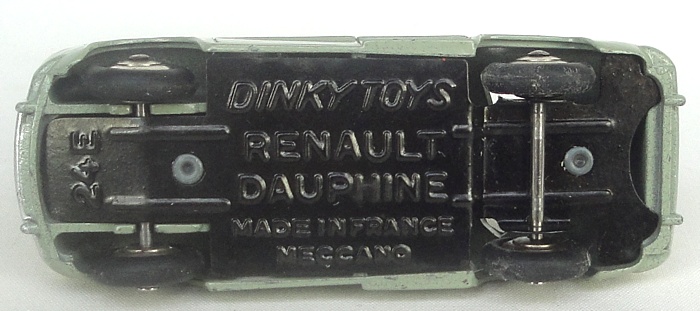 DINKY TOYS
RENAULT
DAUPHINE
MADE IN FRANCE
MECCANO
24E